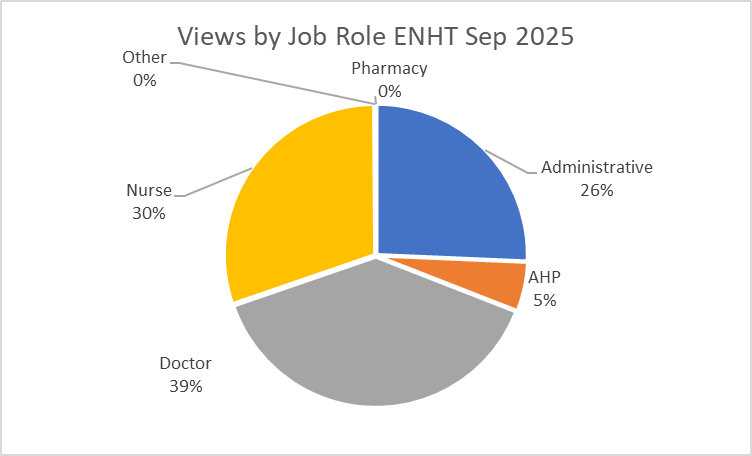 Views by Job Role ENHT Sep 2025
Other
0%
Pharmacy
0%
Administrative
26%
Nurse
30%
AHP
5%
Doctor
39%